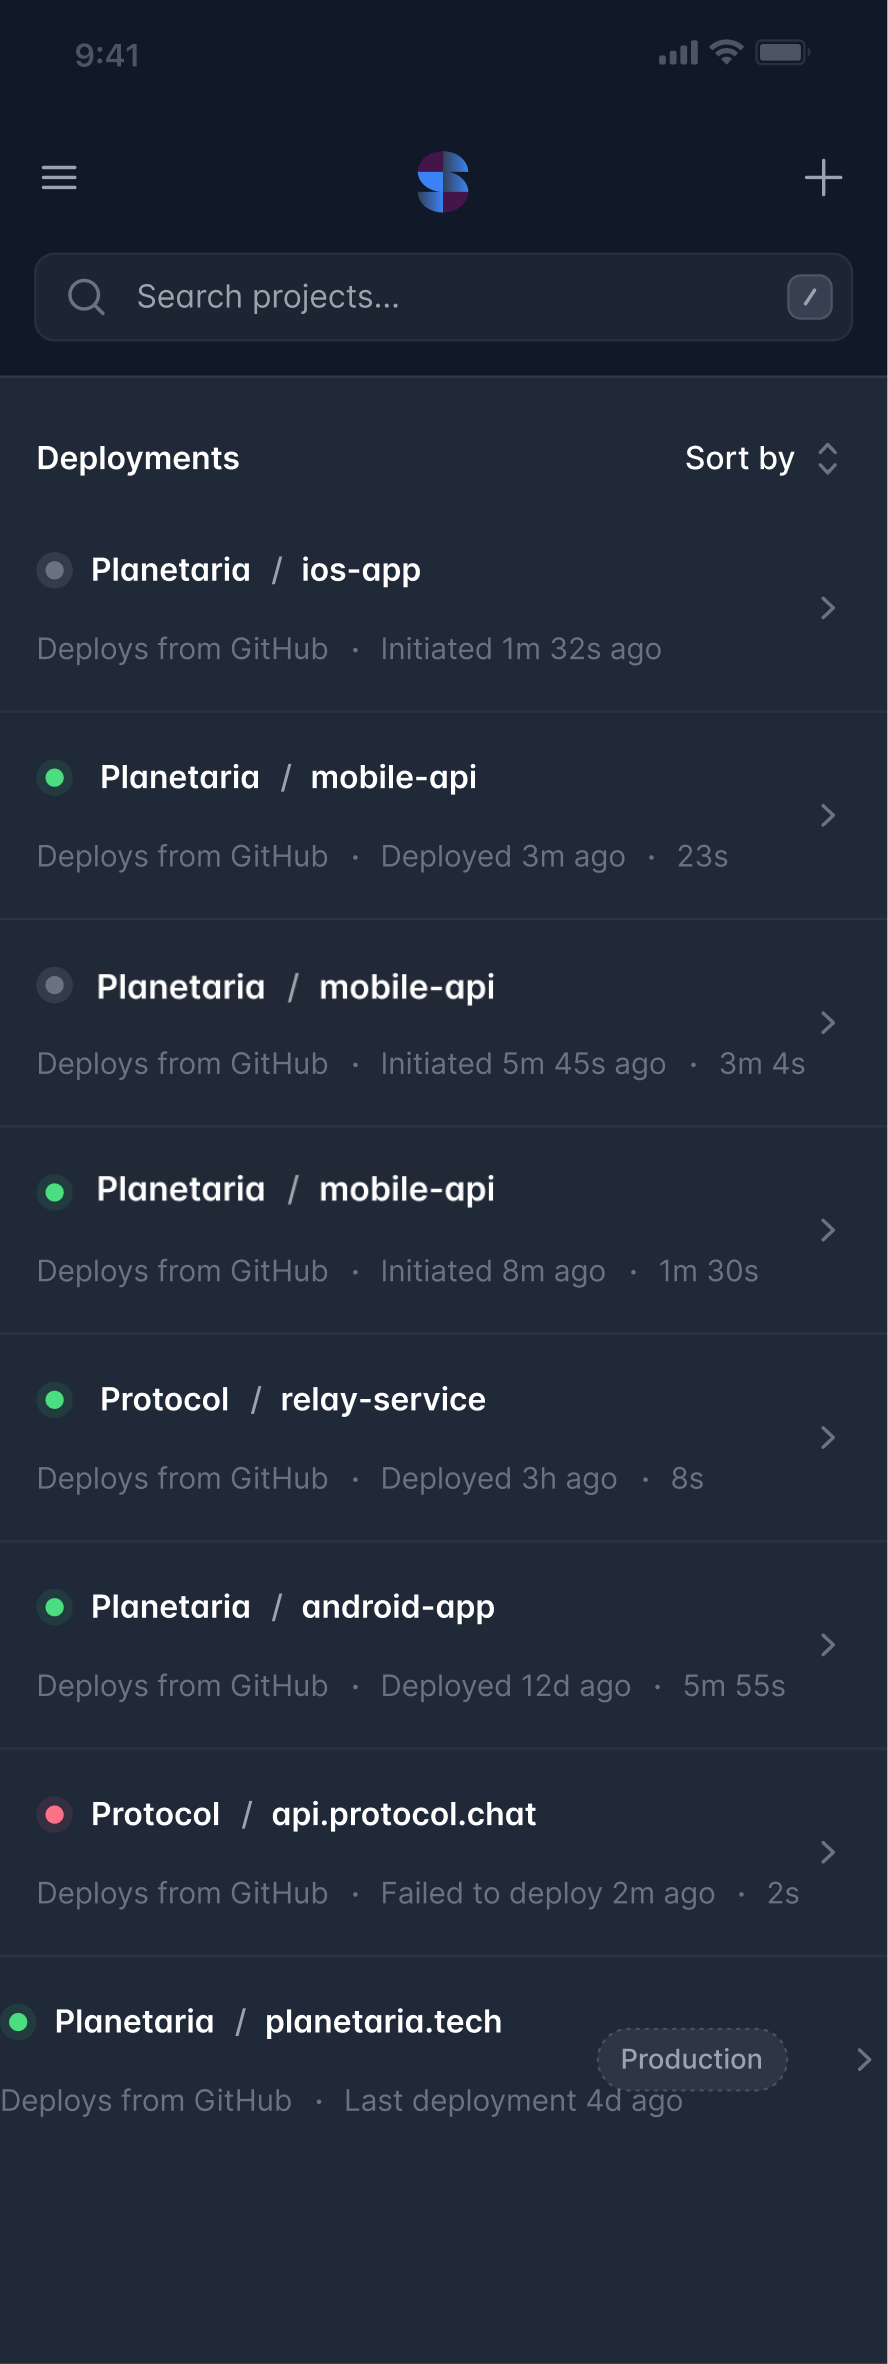 9:41
Search projects...
/
Deployments Sort by
Planetaria / ios-app
Deploys from GitHub · Initiated 1m 32s ago
Planetaria / mobile-api
Deploys from GitHub · Deployed 3m ago · 23s
Planetaria / mobile-api
Deploys from GitHub · Initiated 5m 45s ago · 3m 4s
Planetaria / mobile-api
Deploys from GitHub · Initiated 8m ago · 1m 30s
Protocol / relay-service
Deploys from GitHub · Deployed 3h ago · 8s
Planetaria / android-app
Deploys from GitHub · Deployed 12d ago · 5m 55s
Protocol / api.protocol.chat
Deploys from GitHub · Failed to deploy 2m ago · 2s
Planetaria / planetaria.tech
Production
Deploys from GitHub · Last deployment 4d ago